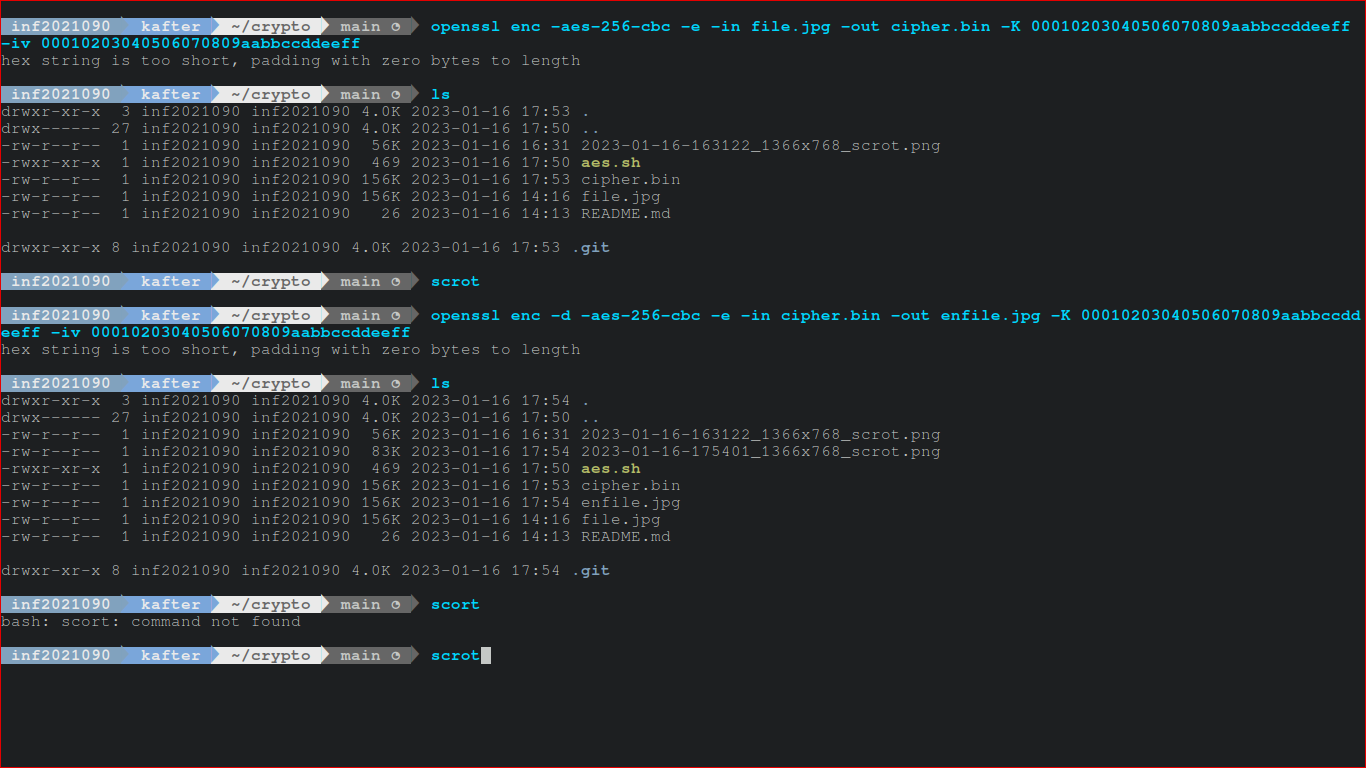 inf2021090 kafter ~/crypto main ◔ openssl enc -aes-256-cbc -e -in file.jpg -out cipher.bin -K 00010203040506070809aabbccddeeff
-iv 00010203040506070809aabbccddeeff
hex string is too short, padding with zero bytes to length
inf2021090 kafter ~/crypto main ◔ ls
drwxr-xr-x 3 inf2021090 inf2021090 4.0K 2023-01-16 17:53 .
drwx------ 27 inf2021090 inf2021090 4.0K 2023-01-16 17:50 ..
-rw-r--r-- 1 inf2021090 inf2021090 56K 2023-01-16 16:31 2023-01-16-163122_1366x768_scrot.png
-rwxr-xr-x 1 inf2021090 inf2021090 469 2023-01-16 17:50 aes.sh
-rw-r--r-- 1 inf2021090 inf2021090 156K 2023-01-16 17:53 cipher.bin
-rw-r--r-- 1 inf2021090 inf2021090 156K 2023-01-16 14:16 file.jpg
-rw-r--r-- 1 inf2021090 inf2021090 26 2023-01-16 14:13 README.md
drwxr-xr-x 8 inf2021090 inf2021090 4.0K 2023-01-16 17:53 .git
inf2021090 kafter ~/crypto main ◔ scrot
inf2021090 kafter ~/crypto main ◔ openssl enc -d -aes-256-cbc -e -in cipher.bin -out enfile.jpg -K 00010203040506070809aabbccdd
eeff -iv 00010203040506070809aabbccddeeff
hex string is too short, padding with zero bytes to length
inf2021090 kafter ~/crypto main ◔ ls
drwxr-xr-x 3 inf2021090 inf2021090 4.0K 2023-01-16 17:54 .
drwx------ 27 inf2021090 inf2021090 4.0K 2023-01-16 17:50 ..
-rw-r--r-- 1 inf2021090 inf2021090 56K 2023-01-16 16:31 2023-01-16-163122_1366x768_scrot.png
-rw-r--r-- 1 inf2021090 inf2021090 83K 2023-01-16 17:54 2023-01-16-175401_1366x768_scrot.png
-rwxr-xr-x 1 inf2021090 inf2021090 469 2023-01-16 17:50 aes.sh
-rw-r--r-- 1 inf2021090 inf2021090 156K 2023-01-16 17:53 cipher.bin
-rw-r--r-- 1 inf2021090 inf2021090 156K 2023-01-16 17:54 enfile.jpg
-rw-r--r-- 1 inf2021090 inf2021090 156K 2023-01-16 14:16 file.jpg
-rw-r--r-- 1 inf2021090 inf2021090 26 2023-01-16 14:13 README.md
drwxr-xr-x 8 inf2021090 inf2021090 4.0K 2023-01-16 17:54 .git
inf2021090 kafter ~/crypto main ◔ scort
bash: scort: command not found
inf2021090 kafter ~/crypto main ◔ scrot